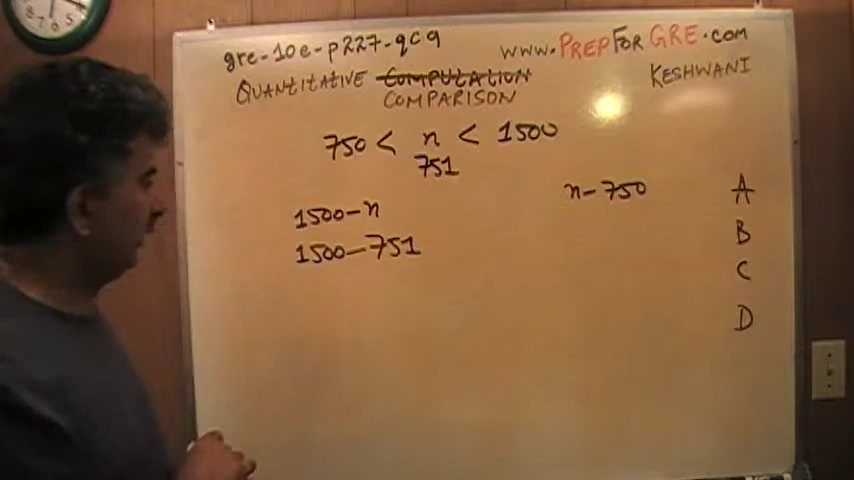 gre-10e-p227-qc9
www.PREPFORGRE.com
QUANTITATIVE COMPUTATION
COMPARISON
KESHWANI
750 < n < 1500
751
1500-n
n-750
1500-751
A
B
C
D